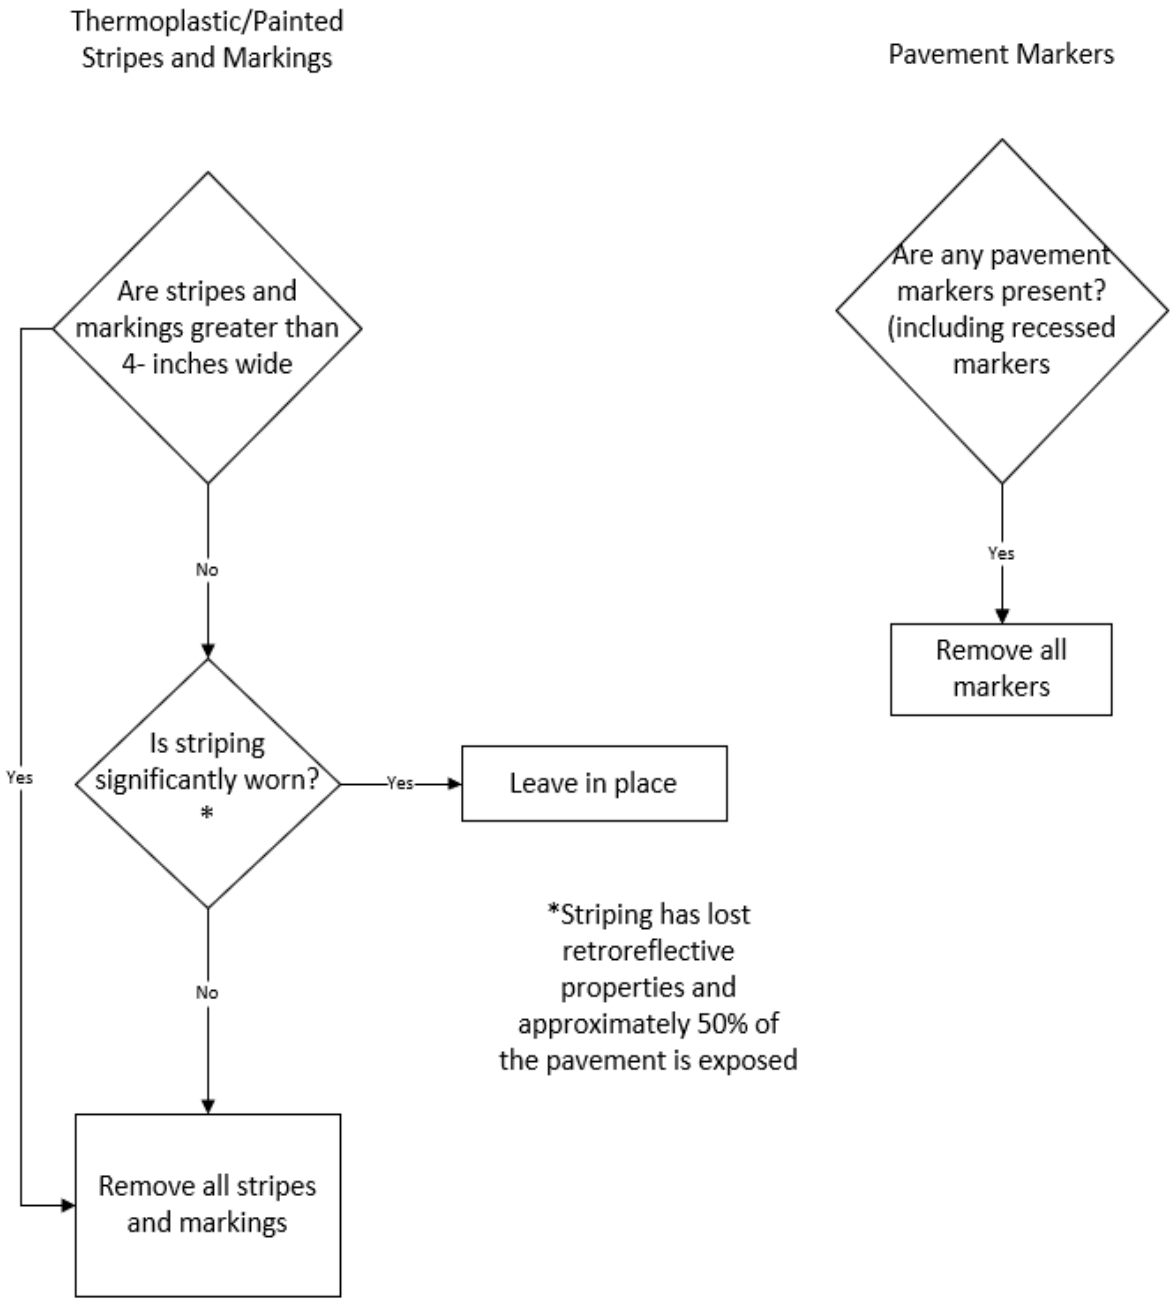 Thermoplastic/Painted
Stripes and Markings
Pavement Markers
Are stripes and
markings greater than
4- inches wide
Are any pavement
markers present?
(including recessed
markers
No
Yes
Remove all
markers
Is striping
significantly worn?
*
Yes
Yes
Leave in place
*Striping has lost
retroreflective
properties and
approximately 50% of
the pavement is exposed
No
Remove all stripes
and markings